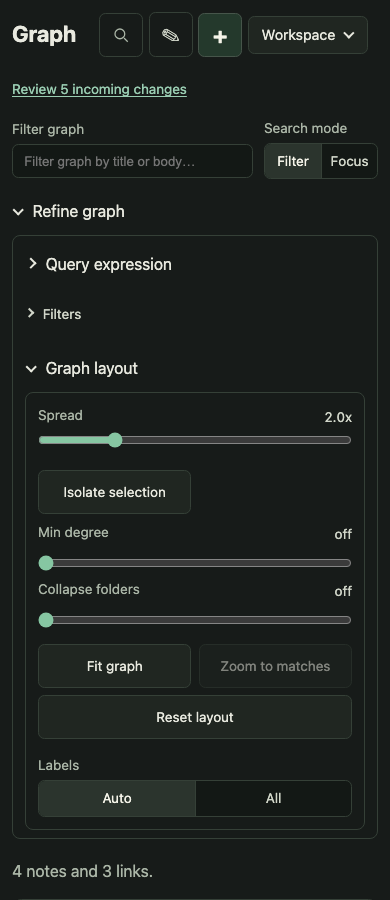 Graph
Workspace
Review 5 incoming changes
Filter graph
Search mode
Filter graph by title or body…
Filter
Focus
Refine graph
Query expression
Filters
Graph layout
Spread
2.0x
Isolate selection
Min degree
off
Collapse folders
off
Fit graph
Zoom to matches
Reset layout
Labels
Auto
All
4 notes and 3 links.